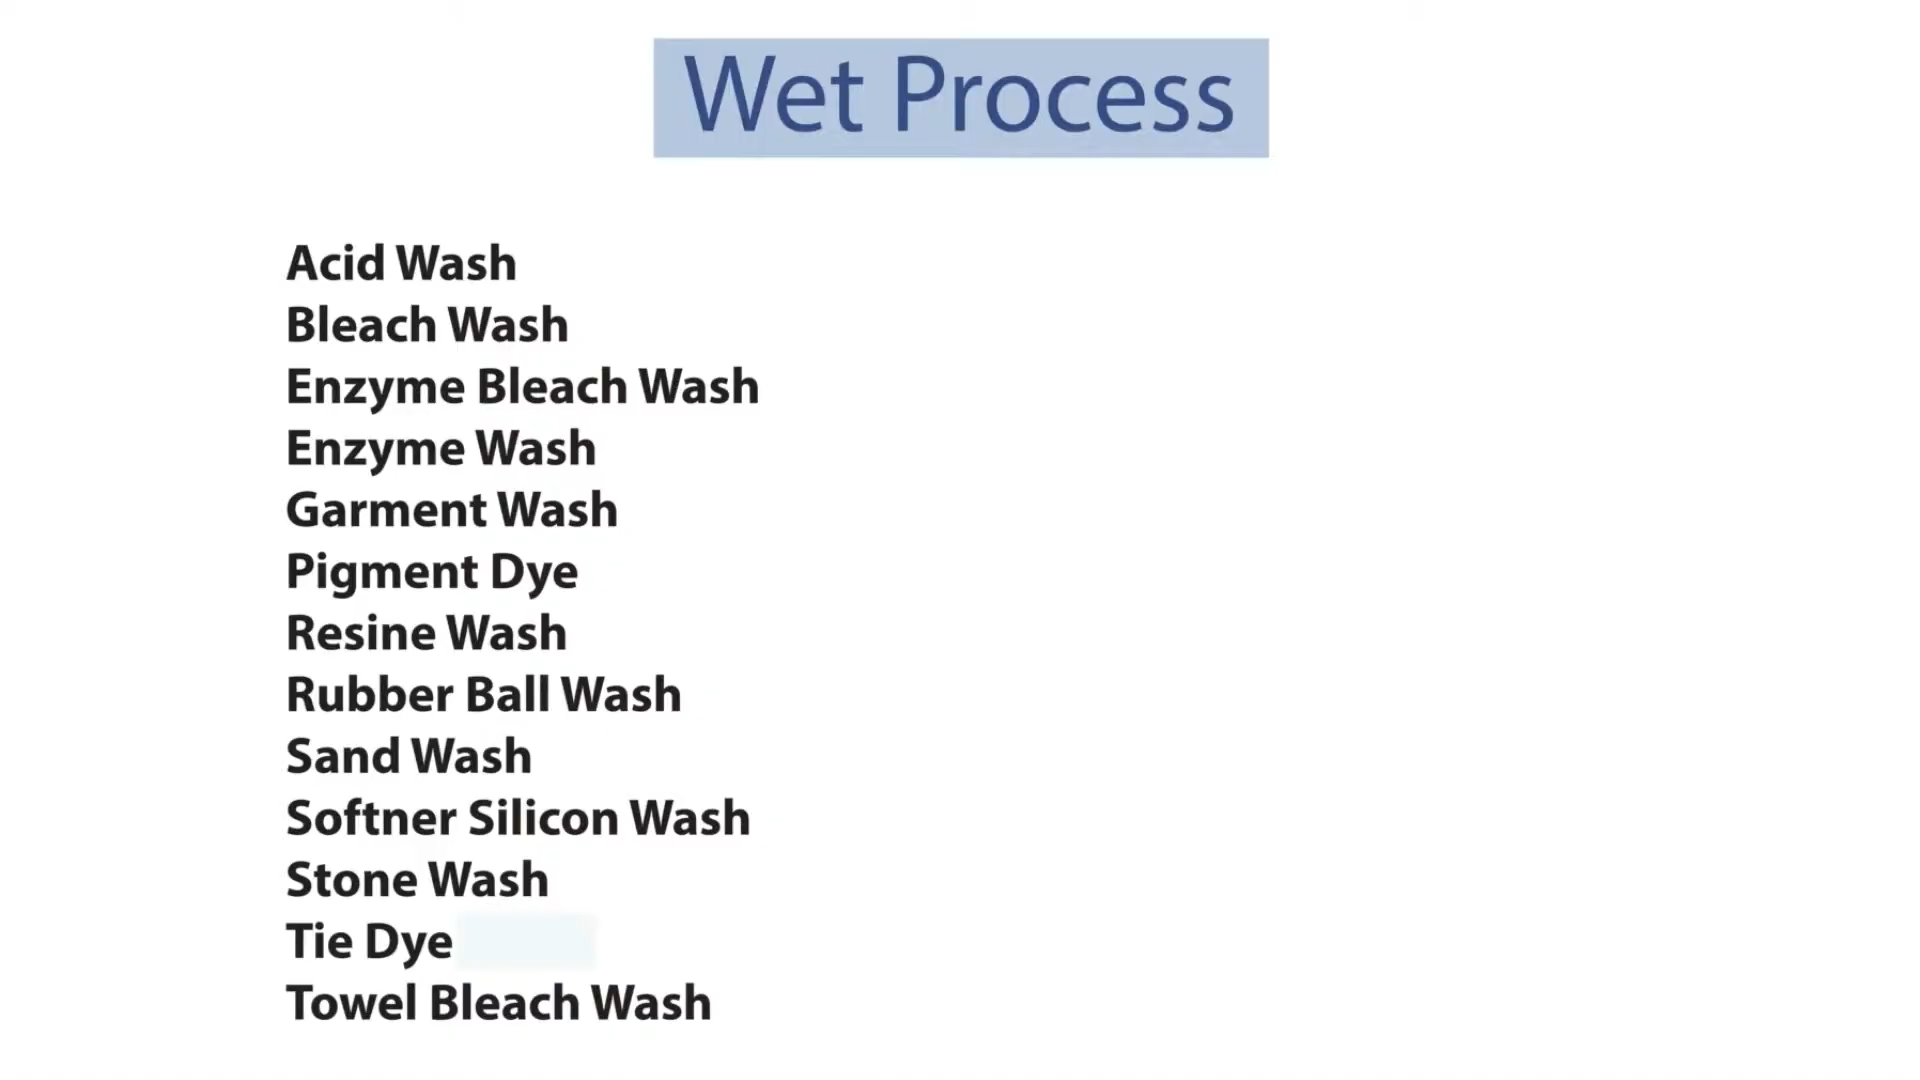 Wet Process
Acid Wash
Bleach Wash
Enzyme Bleach Wash
Enzyme Wash
Garment Wash
Pigment Dye
Resine Wash
Rubber Ball Wash
Sand Wash
Softner Silicon Wash
Stone Wash
Tie Dye
Towel Bleach Wash